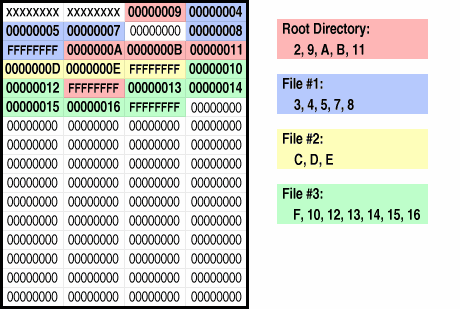 XXXXXXXX XXXXXXXX 00000009 00000004
00000005 00000007 00000000 00000008
FFFFFFFF 0000000A 0000000B 00000011
0000000D 0000000E FFFFFFFF 00000010
00000012 FFFFFFFF 00000013 00000014
00000015 00000016 FFFFFFFF 00000000
00000000 00000000 00000000 00000000
00000000 00000000 00000000 00000000
00000000 00000000 00000000 00000000
00000000 00000000 00000000 00000000
00000000 00000000 00000000 00000000
00000000 00000000 00000000 00000000
00000000 00000000 00000000 00000000
00000000 00000000 00000000 00000000
00000000 00000000 00000000 00000000
00000000 00000000 00000000 00000000
Root Directory:
2, 9, A, B, 11
File #1:
3, 4, 5, 7, 8
File #2:
C, D, E
File #3:
F, 10, 12, 13, 14, 15, 16